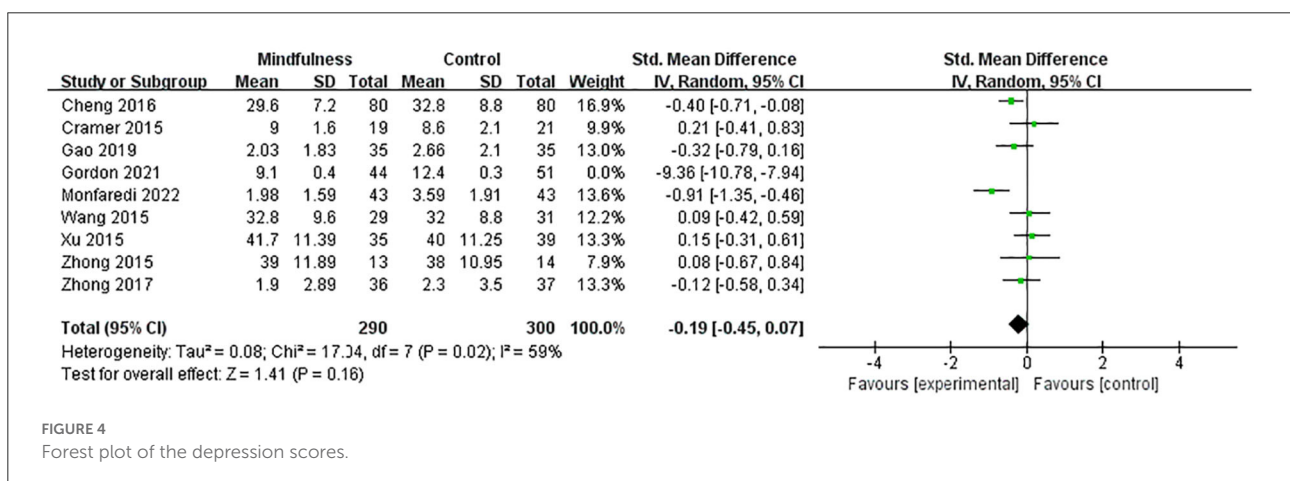 Mindfulness Control Std. Mean Difference Std. Mean Difference
Study or Subgroup Mean SD Total Mean SD Total Weight IV, Random, 95% CI IV, Random, 95% CI
Cheng 2016 29.6 7.2 80 32.8 8.8 80 16.9% -0.40 [-0.71, -0.08]
Cramer 2015 9 1.6 19 8.6 2.1 21 9.9% 0.21 [-0.41, 0.83]
Gao 2019 2.03 1.83 35 2.66 2.1 35 13.0% -0.32 [-0.79, 0.16]
Gordon 2021 9.1 0.4 44 12.4 0.3 51 0.0% -9.36 [-10.78, -7.94]
Monfaredi 2022 1.98 1.59 43 3.59 1.91 43 13.6% -0.91 [-1.35, -0.46]
Wang 2015 32.8 9.6 29 32 8.8 31 12.2% 0.09 [-0.42, 0.59]
Xu 2015 41.7 11.39 35 40 11.25 39 13.3% 0.15 [-0.31, 0.61]
Zhong 2015 39 11.89 13 38 10.95 14 7.9% 0.08 [-0.67, 0.84]
Zhong 2017 1.9 2.89 36 2.3 3.5 37 13.3% -0.12 [-0.58, 0.34]
Total (95% CI) 290 300 100.0% -0.19 [-0.45, 0.07]
Heterogeneity: Tau² = 0.08; Chi² = 17.04, df = 7 (P = 0.02); I² = 59%
Test for overall effect: Z = 1.41 (P = 0.16)
-4 -2 0 2 4
Favours [experimental] Favours [control]
FIGURE 4
Forest plot of the depression scores.